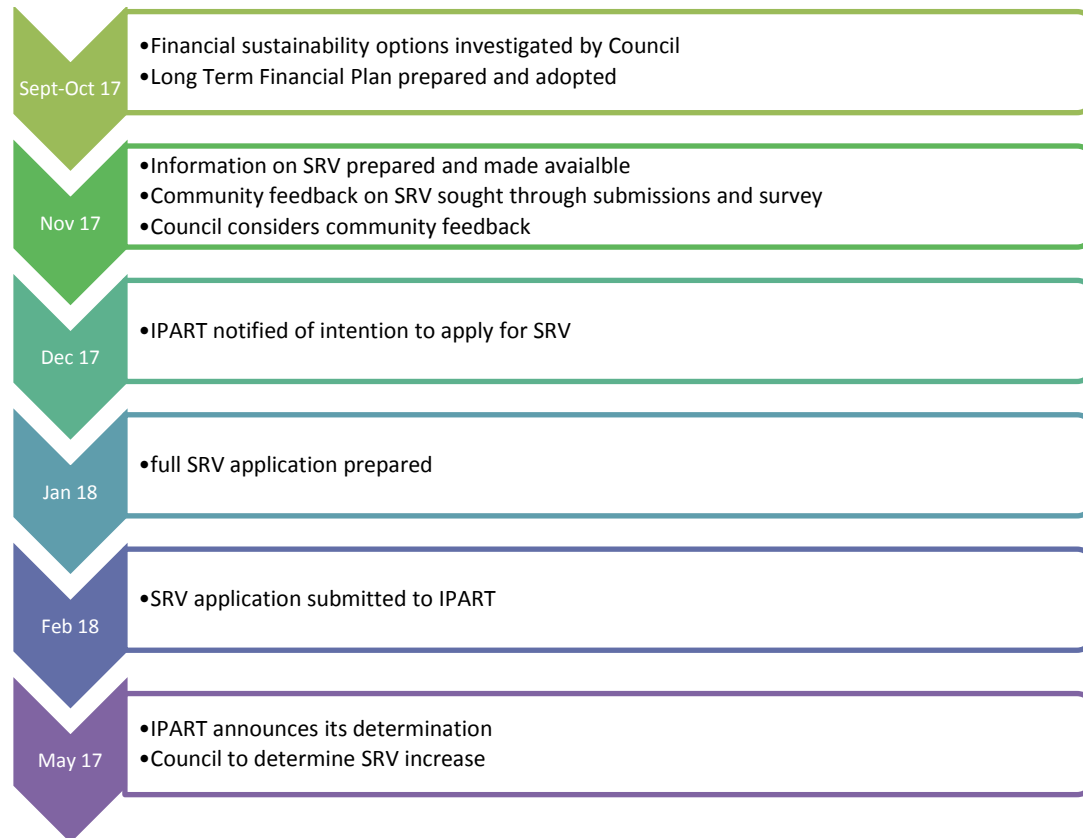 Sept-Oct 17
•Financial sustainability options investigated by Council
•Long Term Financial Plan prepared and adopted
Nov 17
•Information on SRV prepared and made avaialble
•Community feedback on SRV sought through submissions and survey
•Council considers community feedback
Dec 17
•IPART notified of intention to apply for SRV
Jan 18
•full SRV application prepared
Feb 18
•SRV application submitted to IPART
May 17
•IPART announces its determination
•Council to determine SRV increase